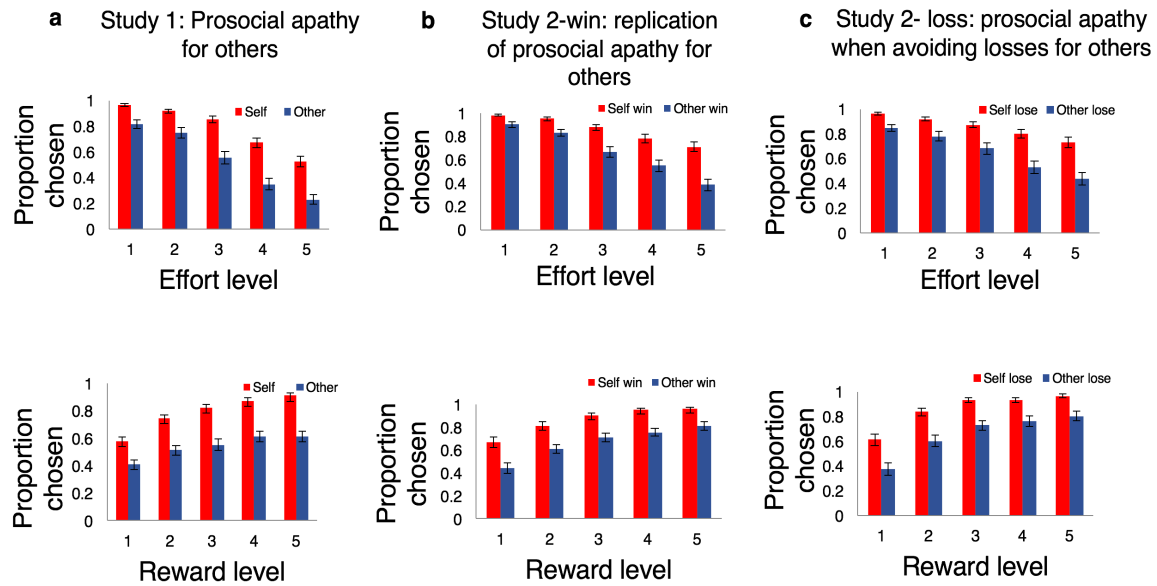 a Study 1: Prosocial apathy
for others
Self Other
Proportion
chosen
1
0.8
0.6
0.4
0.2
0
1 2 3 4 5
Effort level
b Study 2-win: replication
of prosocial apathy for
others
Self win Other win
Proportion
chosen
1
0.8
0.6
0.4
0.2
0
1 2 3 4 5
Effort level
c Study 2- loss: prosocial apathy
when avoiding losses for others
Self lose Other lose
Proportion
chosen
1
0.8
0.6
0.4
0.2
0
1 2 3 4 5
Effort level
Self Other
Proportion
chosen
1
0.8
0.6
0.4
0.2
0
1 2 3 4 5
Reward level
Self win Other win
Proportion
chosen
1
0.8
0.6
0.4
0.2
0
1 2 3 4 5
Reward level
Self lose Other lose
Proportion
chosen
1
0.8
0.6
0.4
0.2
0
1 2 3 4 5
Reward level